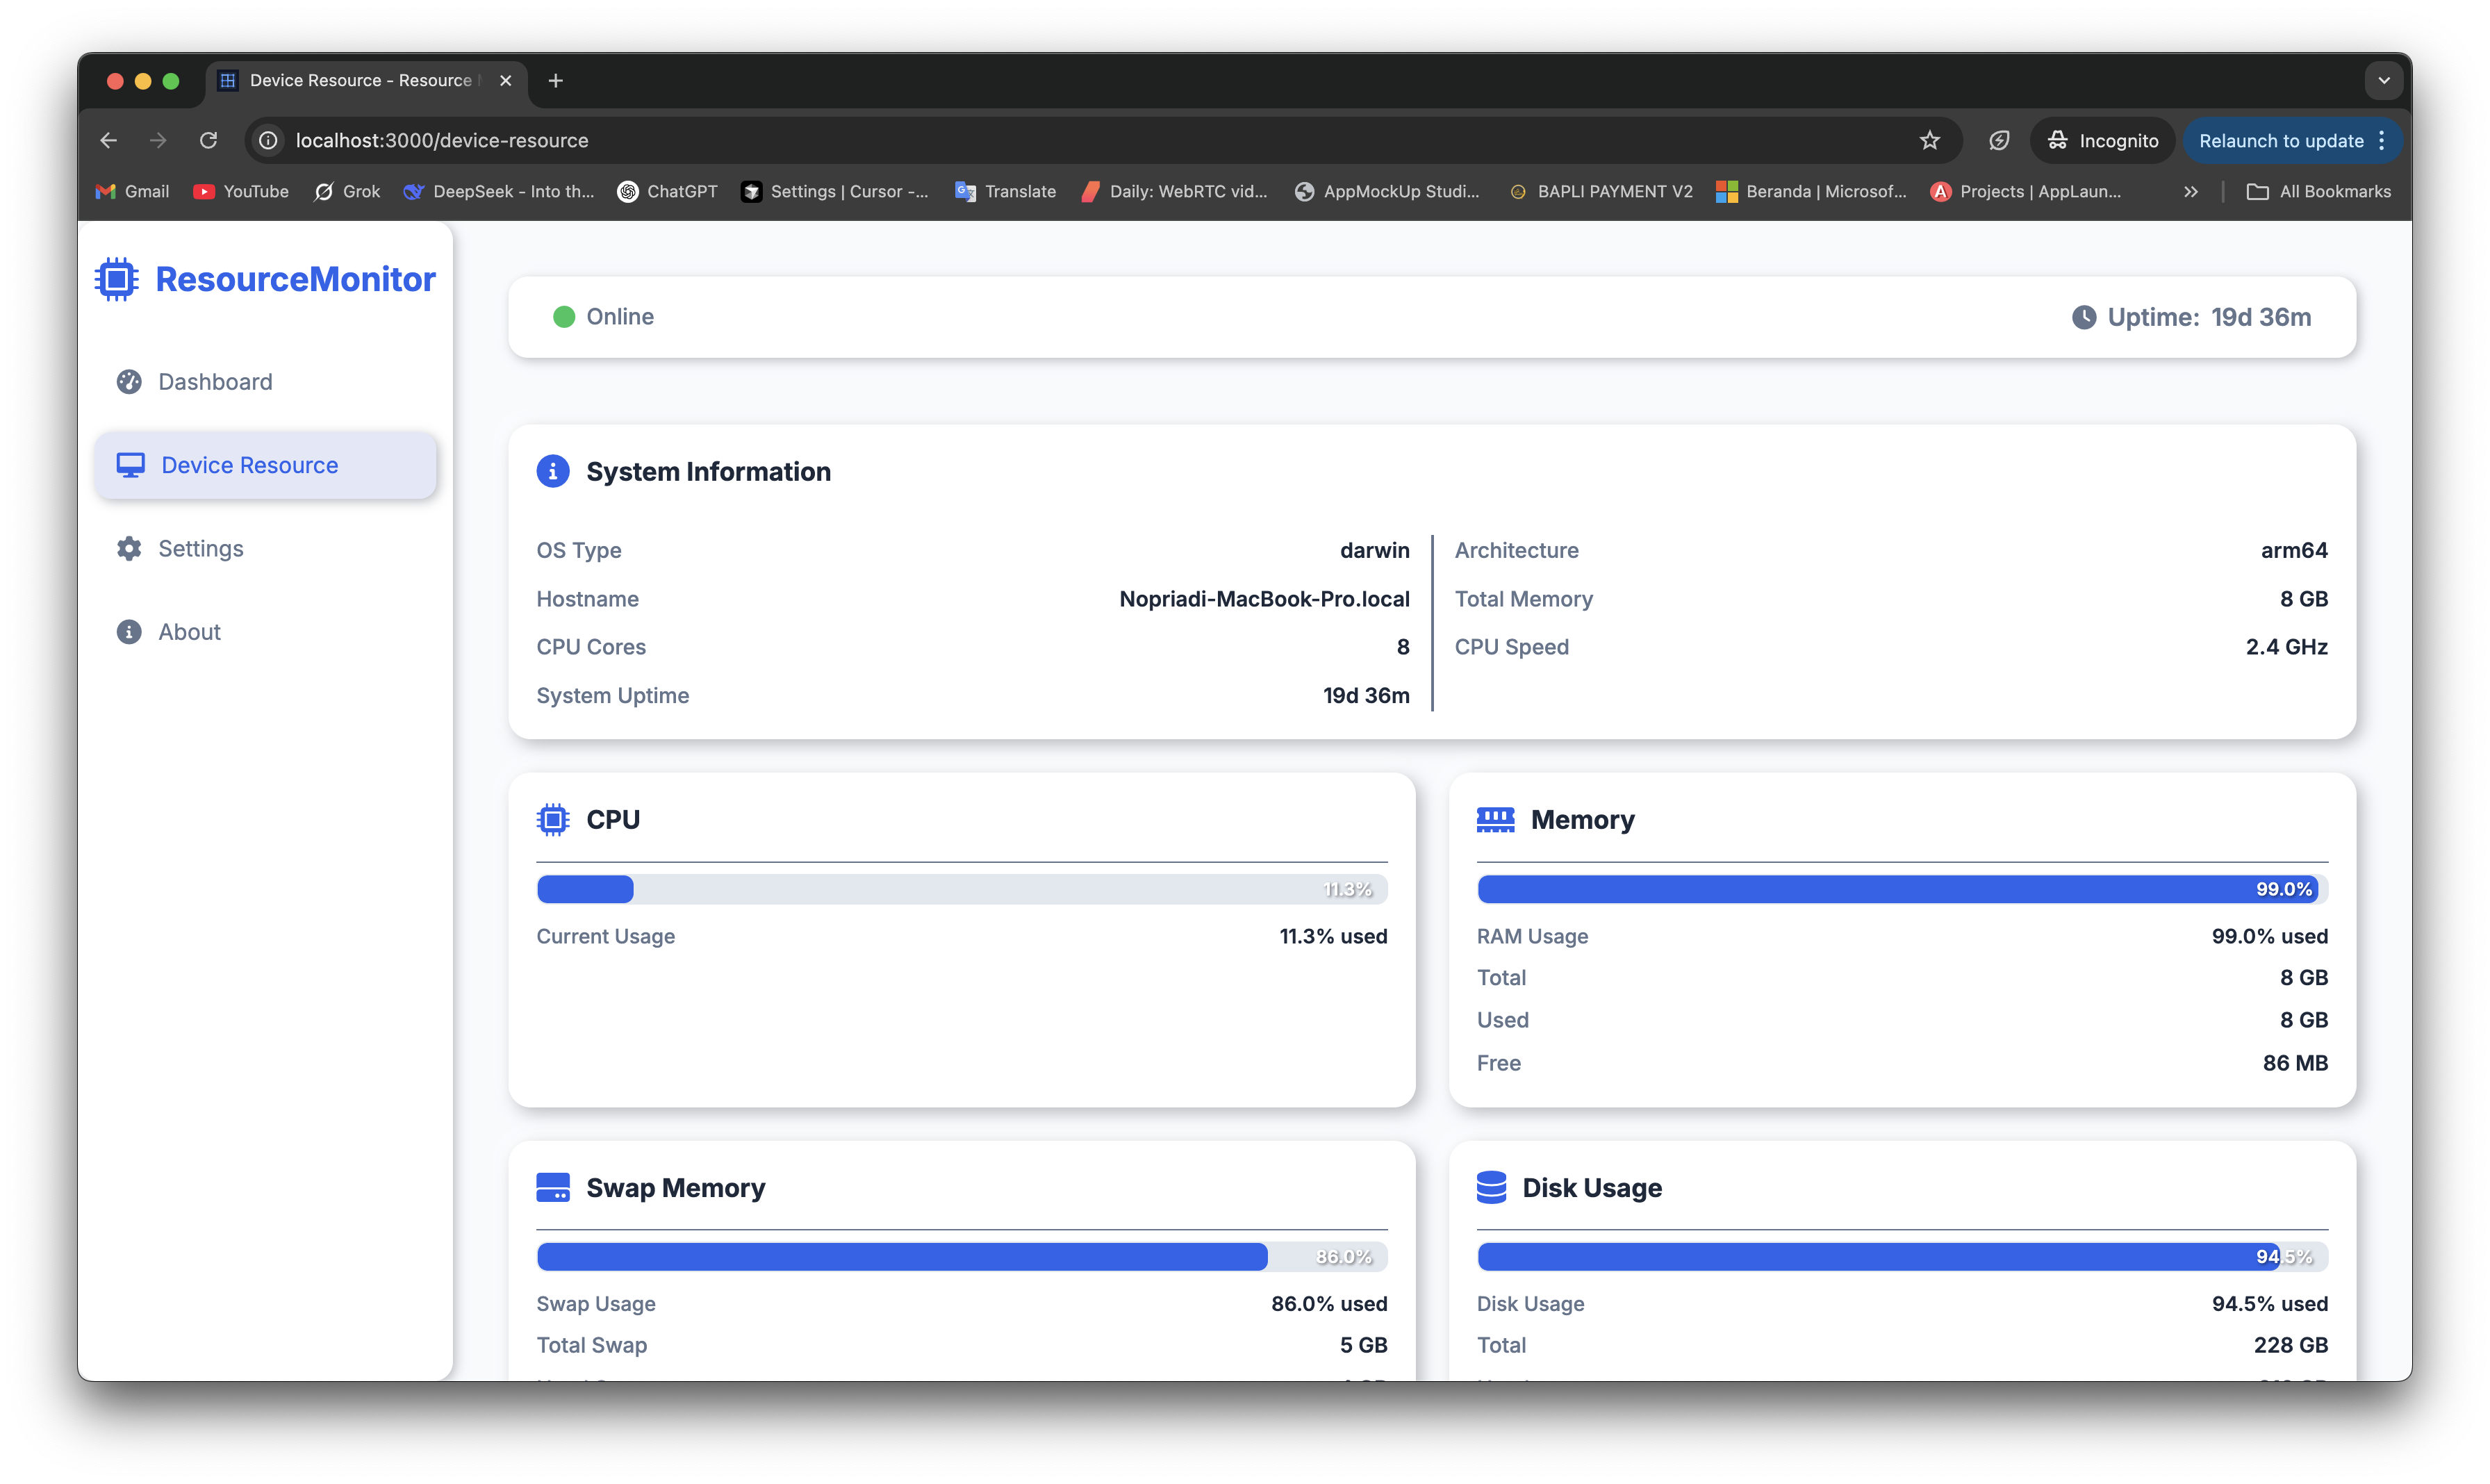 Device Resource - Resource
localhost:3000/device-resource
Incognito
Relaunch to update
Gmail
YouTube
Grok
DeepSeek - Into th...
ChatGPT
Settings | Cursor -...
Translate
Daily: WebRTC vid...
AppMockUp Studi...
BAPLI PAYMENT V2
Beranda | Microsof...
Projects | AppLaun...
All Bookmarks
ResourceMonitor
Dashboard
Device Resource
Settings
About
Online
Uptime: 19d 36m
System Information
OS Type darwin
Hostname Nopriadi-MacBook-Pro.local
CPU Cores 8
System Uptime 19d 36m
Architecture arm64
Total Memory 8 GB
CPU Speed 2.4 GHz
CPU
11.3%
Current Usage 11.3% used
Memory
99.0%
RAM Usage 99.0% used
Total 8 GB
Used 8 GB
Free 86 MB
Swap Memory
86.0%
Swap Usage 86.0% used
Total Swap 5 GB
Disk Usage
94.5%
Disk Usage 94.5% used
Total 228 GB